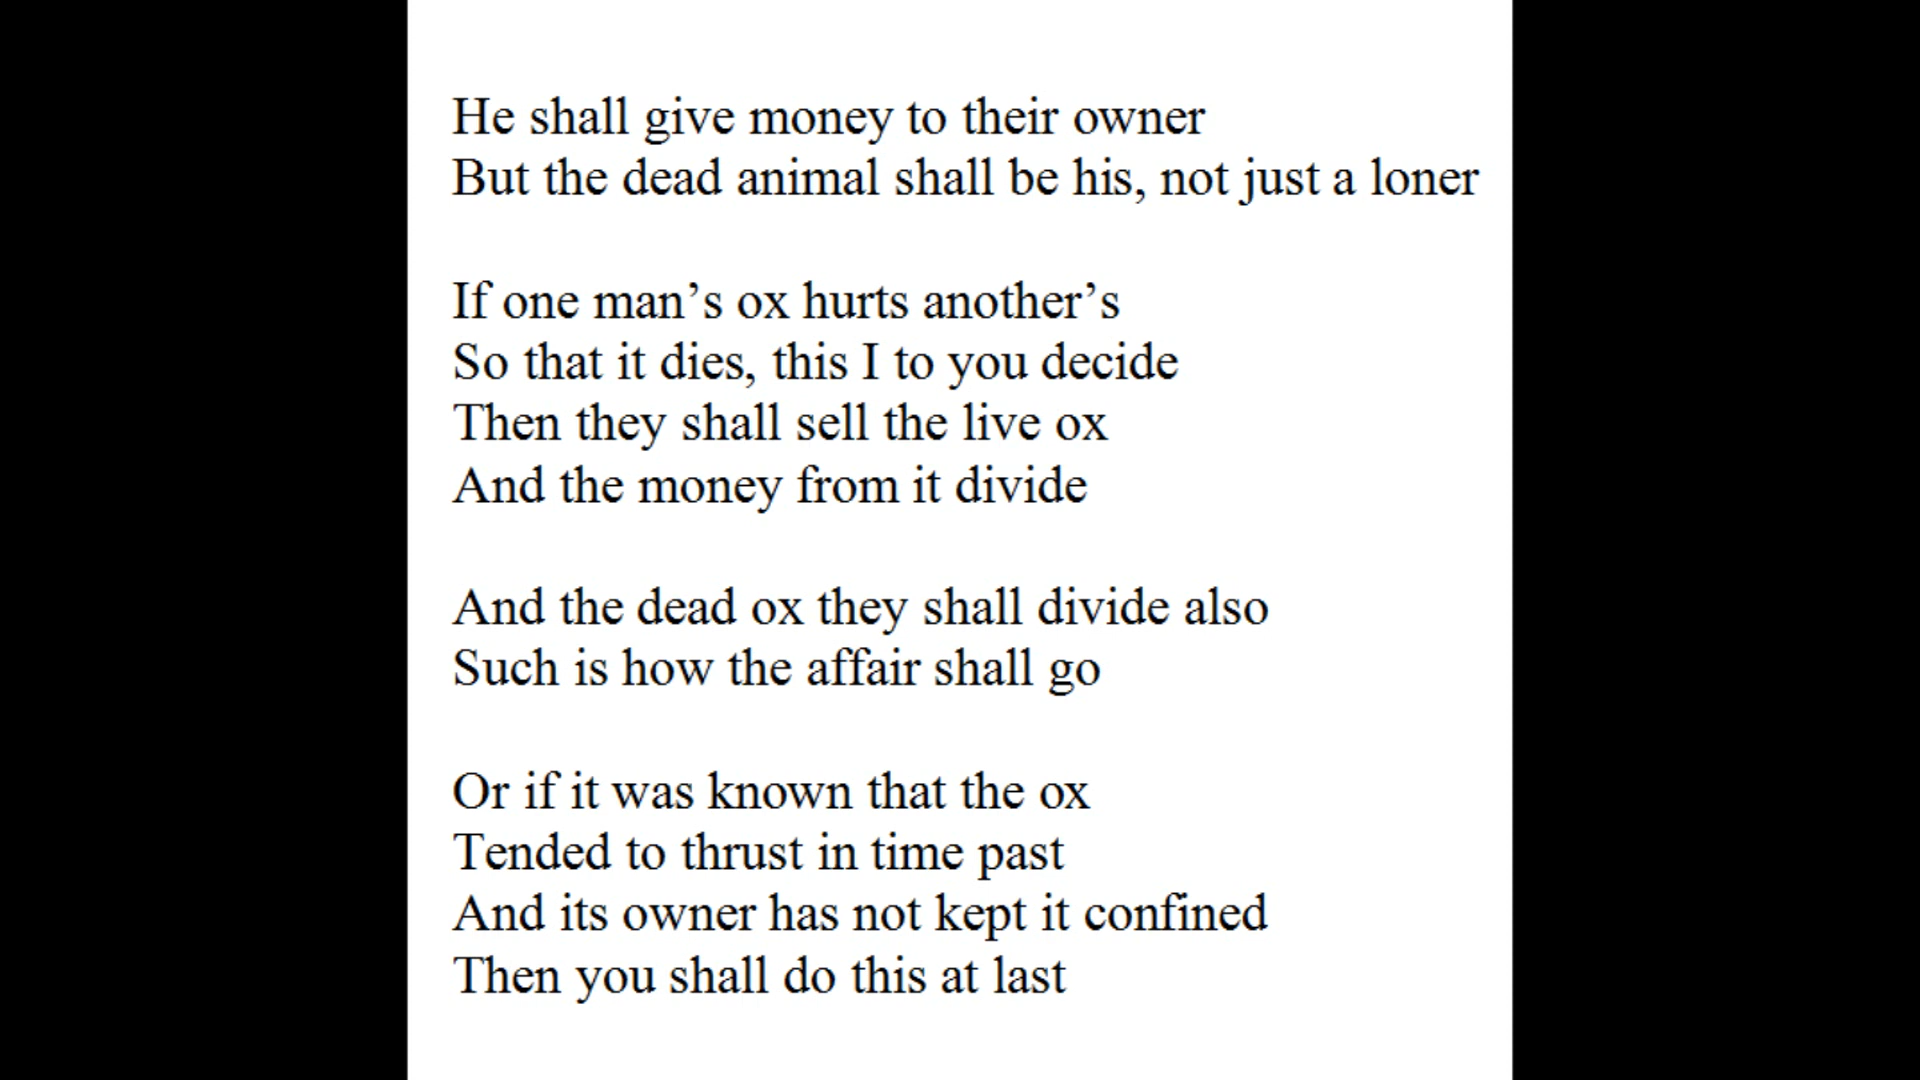 He shall give money to their owner
But the dead animal shall be his, not just a loner
If one man’s ox hurts another’s
So that it dies, this I to you decide
Then they shall sell the live ox
And the money from it divide
And the dead ox they shall divide also
Such is how the affair shall go
Or if it was known that the ox
Tended to thrust in time past
And its owner has not kept it confined
Then you shall do this at last